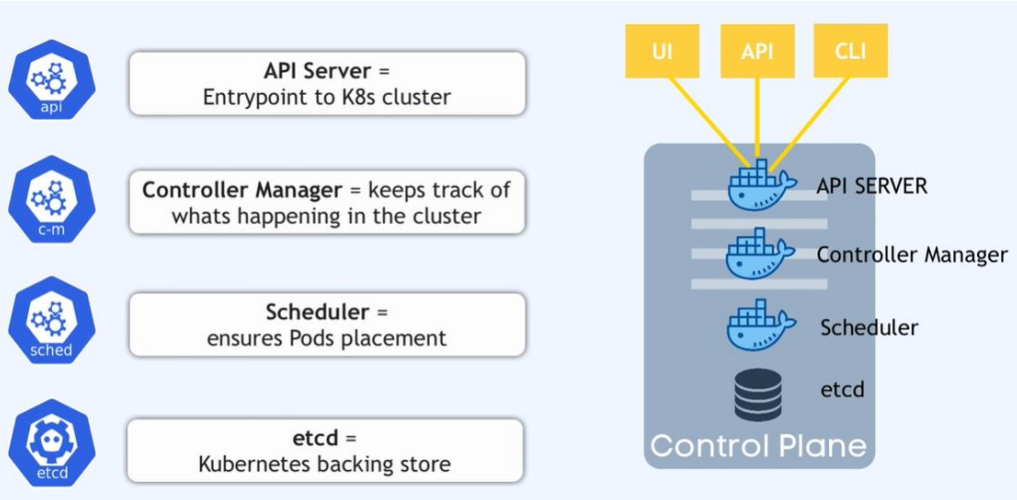 api
API Server =
Entrypoint to K8s cluster
c-m
Controller Manager = keeps track of
whats happening in the cluster
sched
Scheduler =
ensures Pods placement
etcd
etcd =
Kubernetes backing store
UI
API
CLI
API SERVER
Controller Manager
Scheduler
etcd
Control Plane